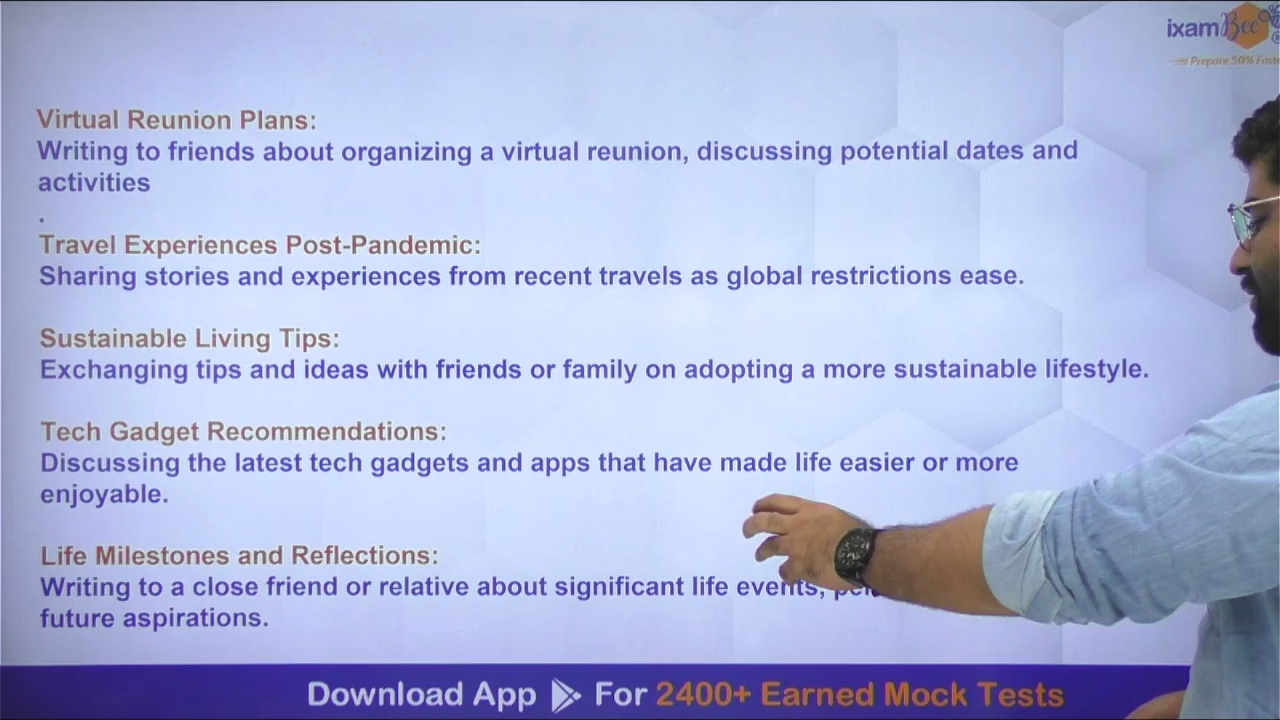 ixamBee
Prepare 50% Faste
Virtual Reunion Plans:
Writing to friends about organizing a virtual reunion, discussing potential dates and
activities
.
Travel Experiences Post-Pandemic:
Sharing stories and experiences from recent travels as global restrictions ease.
Sustainable Living Tips:
Exchanging tips and ideas with friends or family on adopting a more sustainable lifestyle.
Tech Gadget Recommendations:
Discussing the latest tech gadgets and apps that have made life easier or more
enjoyable.
Life Milestones and Reflections:
Writing to a close friend or relative about significant life events,
future aspirations.
Download App For 2400+ Earned Mock Tests